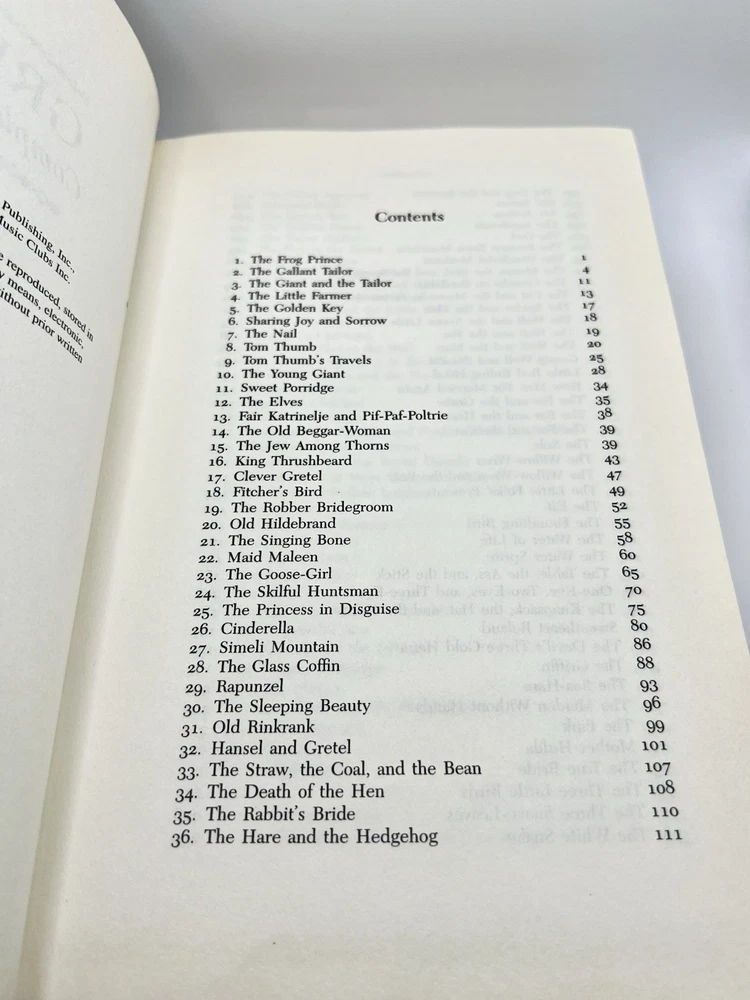 GR
Comple
Publishing, Inc.,
Music Clubs Inc.
reproduced, stored in
means, electronic,
without prior written
Contents
1. The Frog Prince 1
2. The Gallant Tailor 4
3. The Giant and the Tailor 11
4. The Little Farmer 13
5. The Golden Key 17
6. Sharing Joy and Sorrow 18
7. The Nail 19
8. Tom Thumb 20
9. Tom Thumb's Travels 25
10. The Young Giant 28
11. Sweet Porridge 34
12. The Elves 35
13. Fair Katrinelje and Pif-Paf-Poltrie 38
14. The Old Beggar-Woman 39
15. The Jew Among Thorns 39
16. King Thrushbeard 43
17. Clever Gretel 47
18. Fitcher's Bird 49
19. The Robber Bridegroom 52
20. Old Hildebrand 55
21. The Singing Bone 58
22. Maid Maleen 60
23. The Goose-Girl 65
24. The Skilful Huntsman 70
25. The Princess in Disguise 75
26. Cinderella 80
27. Simeli Mountain 86
28. The Glass Coffin 88
29. Rapunzel 93
30. The Sleeping Beauty 96
31. Old Rinkrank 99
32. Hansel and Gretel 101
33. The Straw, the Coal, and the Bean 107
34. The Death of the Hen 108
35. The Rabbit's Bride 110
36. The Hare and the Hedgehog 111